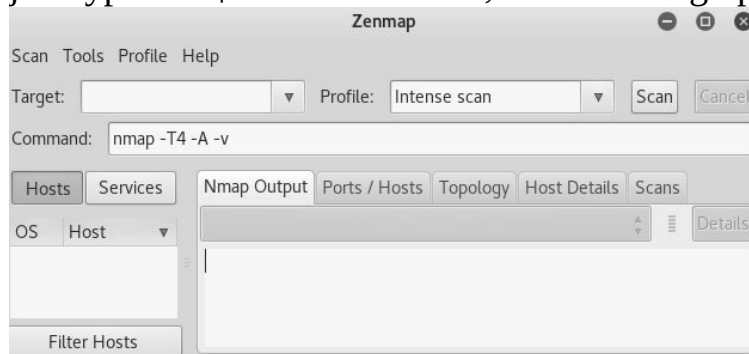 Zenmap
Scan Tools Profile Help
Target: Profile: Intense scan Scan Cancel
Command: nmap -T4 -A -v
Hosts Services Nmap Output Ports / Hosts Topology Host Details Scans
OS Host Details
Filter Hosts